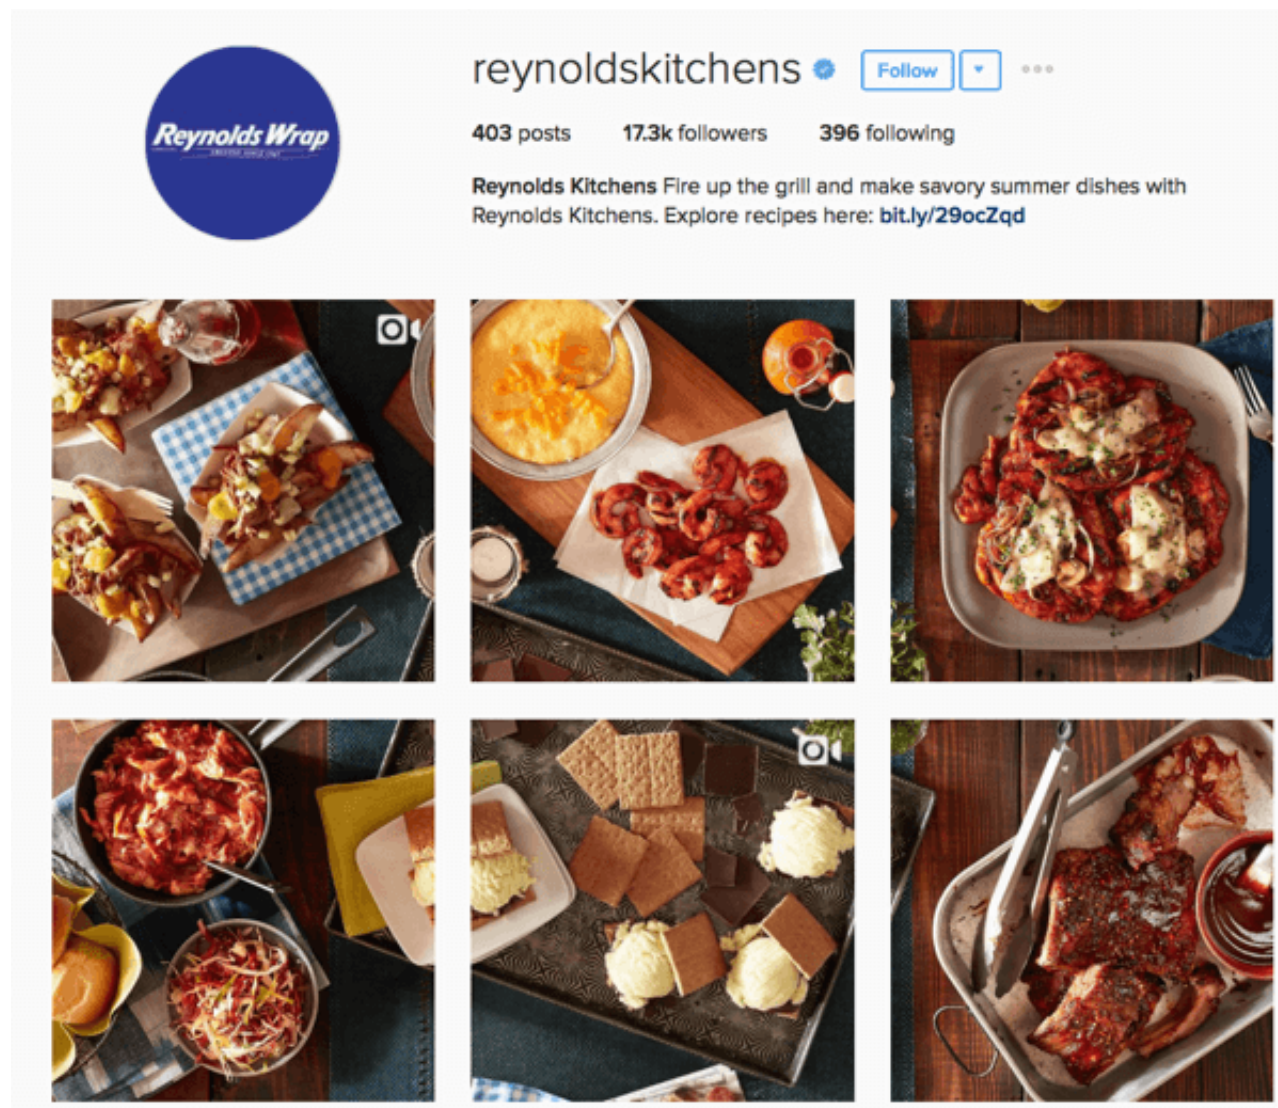 Reynolds Wrap
reynoldskitchens
Follow
403 posts 17.3k followers 396 following
Reynolds Kitchens Fire up the grill and make savory summer dishes with
Reynolds Kitchens. Explore recipes here: bit.ly/29ocZqd